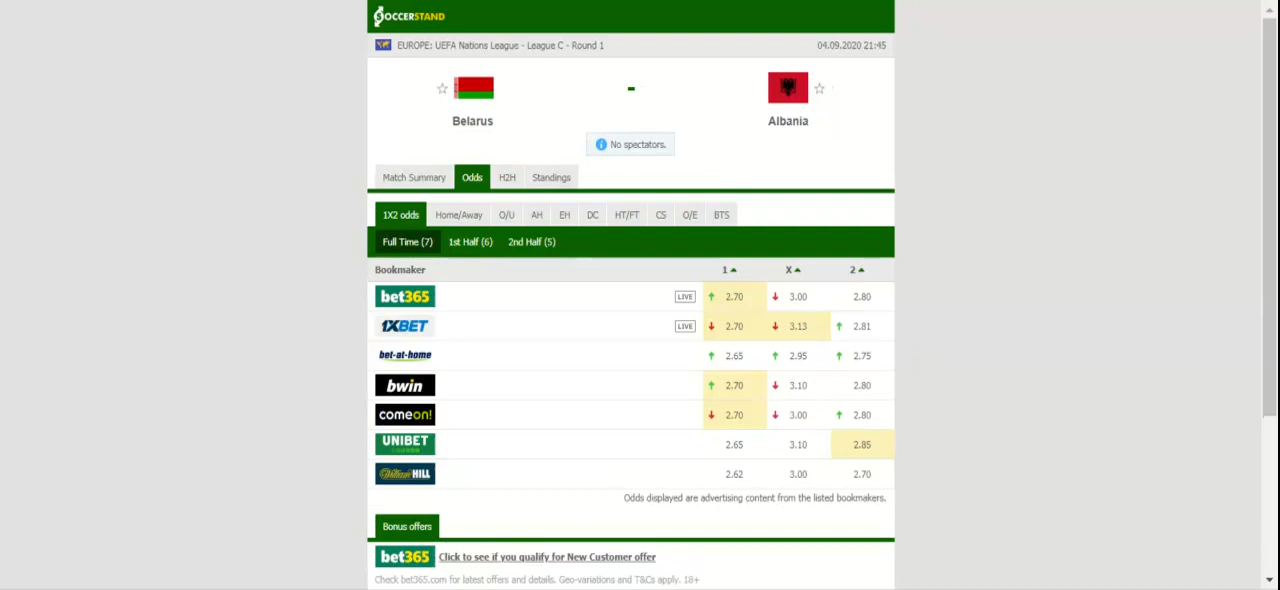 SOCCERSTAND
EUROPE: UEFA Nations League - League C - Round 1 04.09.2020 21:45
-
Belarus Albania
No spectators.
Match Summary Odds H2H Standings
1X2 odds Home/Away O/U AH EH DC HT/FT CS O/E BTS
Full Time (7) 1st Half (6) 2nd Half (5)
Bookmaker 1 X 2
bet365 LIVE 2.70 3.00 2.80
1XBET LIVE 2.70 3.13 2.81
bet-at-home 2.65 2.95 2.75
bwin 2.70 3.10 2.80
comeon! 2.70 3.00 2.80
UNIBET 2.65 3.10 2.85
William HILL 2.62 3.00 2.70
Odds displayed are advertising content from the listed bookmakers.
Bonus offers
bet365 Click to see if you qualify for New Customer offer
Check bet365.com for latest offers and details. Geo-variations and T&Cs apply. 18+